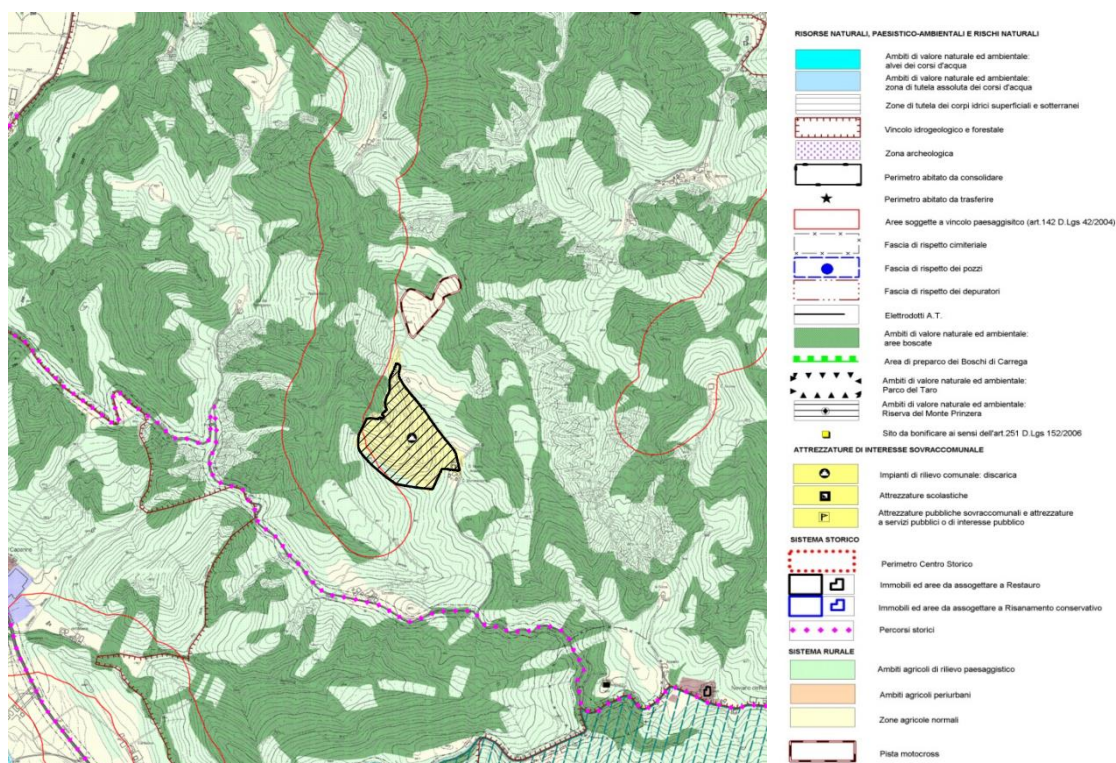 RISORSE NATURALI, PAESISTICO-AMBIENTALI E RISCHI NATURALI
Ambiti di valore naturale ed ambientale:
alvei dei corsi d'acqua
Ambiti di valore naturale ed ambientale:
zona di tutela assoluta dei corsi d'acqua
Zone di tutela dei corpi idrici superficiali e sotterranei
Vincolo idrogeologico e forestale
Zona archeologica
Perimetro abitato da consolidare
Perimetro abitato da trasferire
Aree soggette a vincolo paesaggisitco (art.142 D.Lgs 42/2004)
Fascia di rispetto cimiteriale
Fascia di rispetto dei pozzi
Fascia di rispetto dei depuratori
Elettrodotti A.T.
Ambiti di valore naturale ed ambientale:
aree boscate
Area di preparco dei Boschi di Carrega
Ambiti di valore naturale ed ambientale:
Parco del Taro
Ambiti di valore naturale ed ambientale:
Riserva del Monte Prinzera
Sito da bonificare ai sensi dell'art.251 D.Lgs 152/2006
ATTREZZATURE DI INTERESSE SOVRACCOMUNALE
Impianti di rilievo comunale: discarica
Attrezzature scolastiche
Attrezzature pubbliche sovraccomunali e attrezzature
a servizi pubblici o di interesse pubblico
SISTEMA STORICO
Perimetro Centro Storico
Immobili ed aree da assogettare a Restauro
Immobili ed aree da assogettare a Risanamento conservativo
Percorsi storici
SISTEMA RURALE
Ambiti agricoli di rilievo paesaggistico
Ambiti agricoli periurbani
Zone agricole normali
Pista motocross